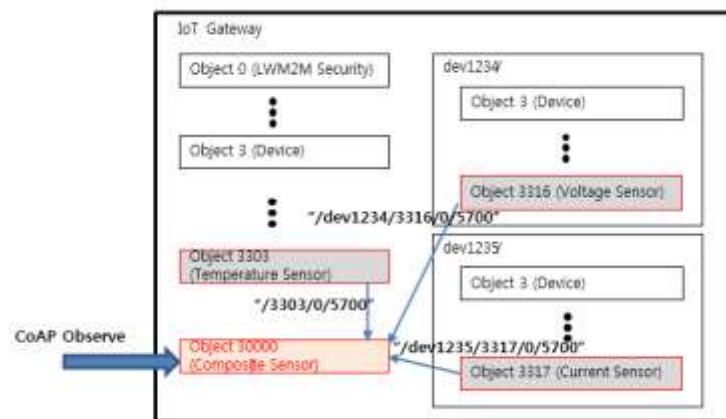 IoT Gateway
Object 0 (LWM2M Security)
Object 3 (Device)
"/dev1234/3316/0/5700"
Object 3303
(Temperature Sensor)
"/3303/0/5700"
CoAP Observe
Object 30000
(Composite Sensor)
dev1234/
Object 3 (Device)
Object 3316 (Voltage Sensor)
dev1235/
Object 3 (Device)
"/dev1235/3317/0/5700"
Object 3317 (Current Sensor)